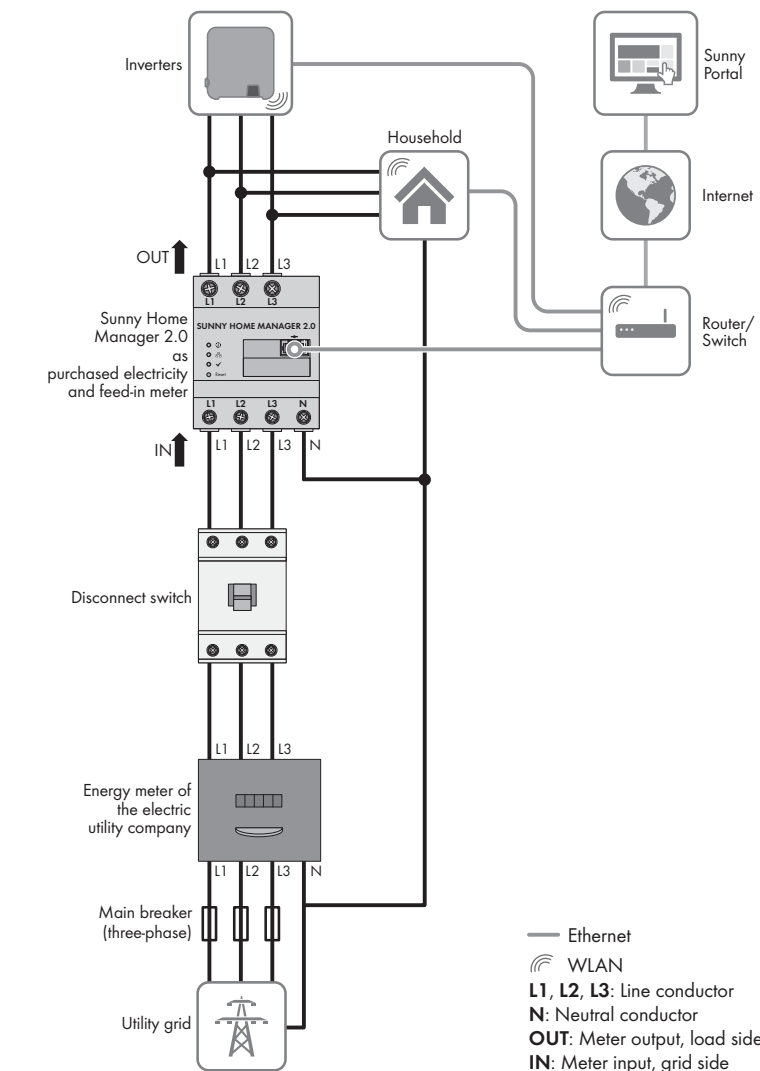 Inverters
Sunny
Portal
Household
Internet
OUT
L1 L2 L3
L1 L2 L3
Sunny Home
Manager 2.0
as
purchased electricity
and feed-in meter
SUNNY HOME MANAGER 2.0
Reset
Router/
Switch
L1 L2 L3 N
IN
L1 L2 L3 N
Disconnect switch
L1 L2 L3
Energy meter of
the electric
utility company
L1 L2 L3 N
Main breaker
(three-phase)
Utility grid
Ethernet
WLAN
L1, L2, L3: Line conductor
N: Neutral conductor
OUT: Meter output, load side
IN: Meter input, grid side